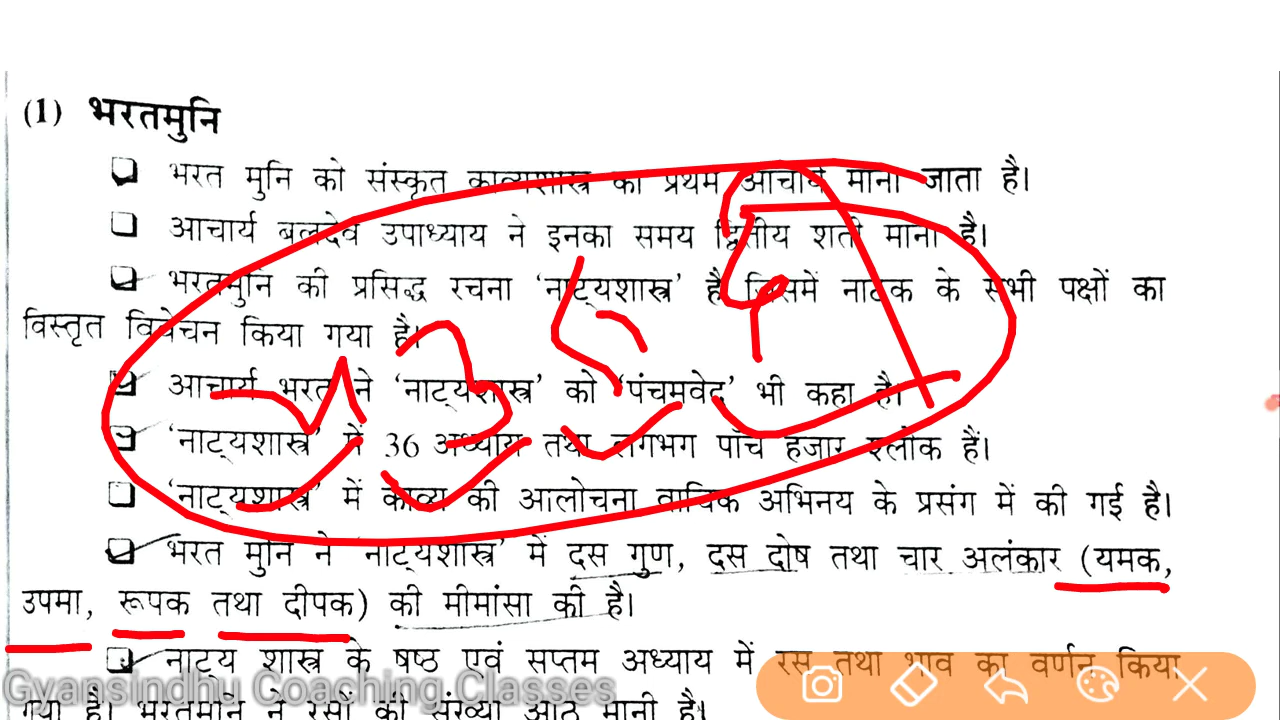 (1) भरतमुनि
भरत मुनि को संस्कृत काव्यशास्त्र का प्रथम आचार्य माना जाता है।
आचार्य बलदेव उपाध्याय ने इनका समय द्वितीय शती माना है।
भरतमुनि की प्रसिद्ध रचना 'नाट्यशास्त्र' है जिसमें नाटक के सभी पक्षों का
विस्तृत विवेचन किया गया है।
आचार्य भरत ने 'नाट्यशास्त्र' को 'पंचमवेद' भी कहा है।
'नाट्यशास्त्र' में 36 अध्याय तथा लगभग पाँच हजार श्लोक हैं।
'नाट्यशास्त्र' में काव्य की आलोचना वाचिक अभिनय के प्रसंग में की गई है।
भरत मुनि ने 'नाट्यशास्त्र' में दस गुण, दस दोष तथा चार अलंकार (यमक,
उपमा, रूपक तथा दीपक) की मीमांसा की है।
नाट्य शास्त्र के षष्ठ एवं सप्तम अध्याय में रस तथा भाव का वर्णन किया
गया है। भरतमुनि ने रसों की संख्या आठ मानी है।
Gyansindhu Coaching Classes